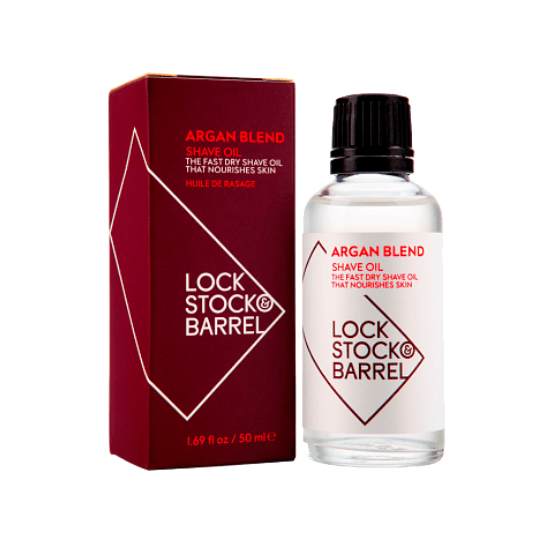 ARGAN BLEND
SHAVE OIL
THE FAST DRY SHAVE OIL
THAT NOURISHES SKIN
HUILE DE RASAGE
LOCK
STOCK &
BARREL
1.69 fl oz / 50 ml ℮
ARGAN BLEND
SHAVE OIL
THE FAST DRY SHAVE OIL
THAT NOURISHES SKIN
LOCK
STOCK &
BARREL